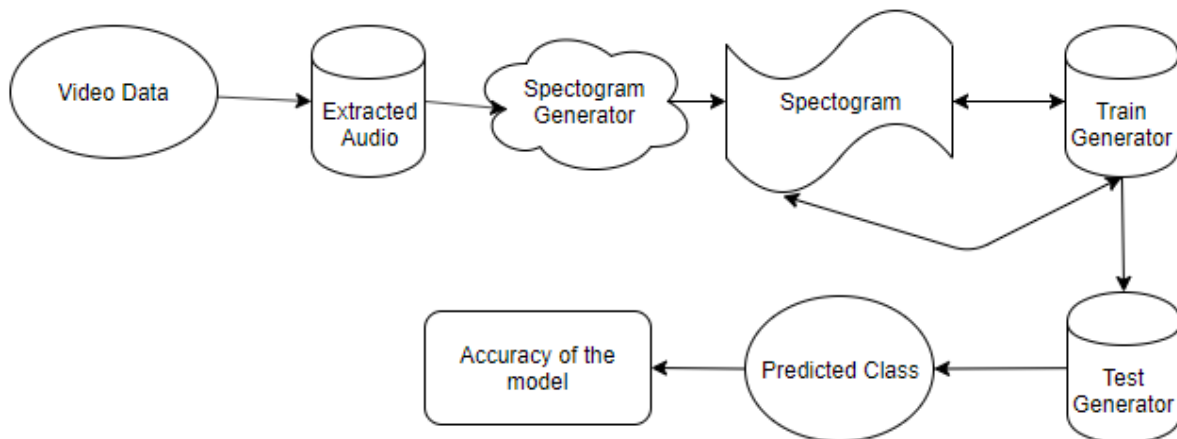 Video Data
Extracted
Audio
Spectogram
Generator
Spectogram
Train
Generator
Accuracy of the
model
Predicted Class
Test
Generator